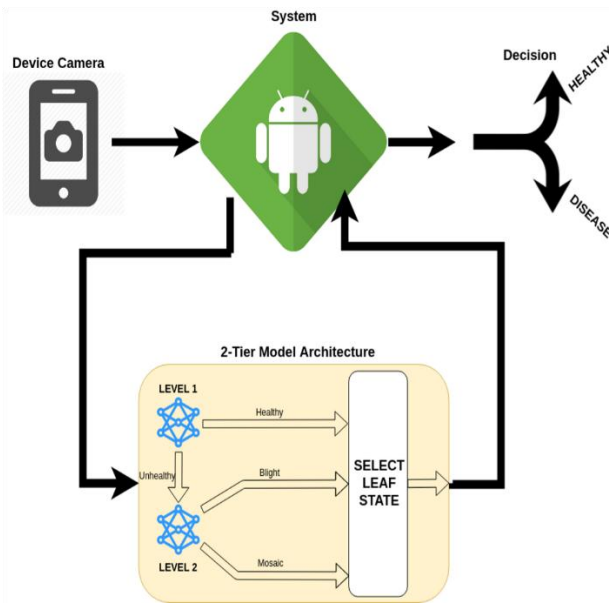 System
Device Camera
Decision
HEALTHY
DISEASE
2-Tier Model Architecture
LEVEL 1
Healthy
Unhealthy
Blight
SELECT
LEAF
STATE
LEVEL 2
Mosaic